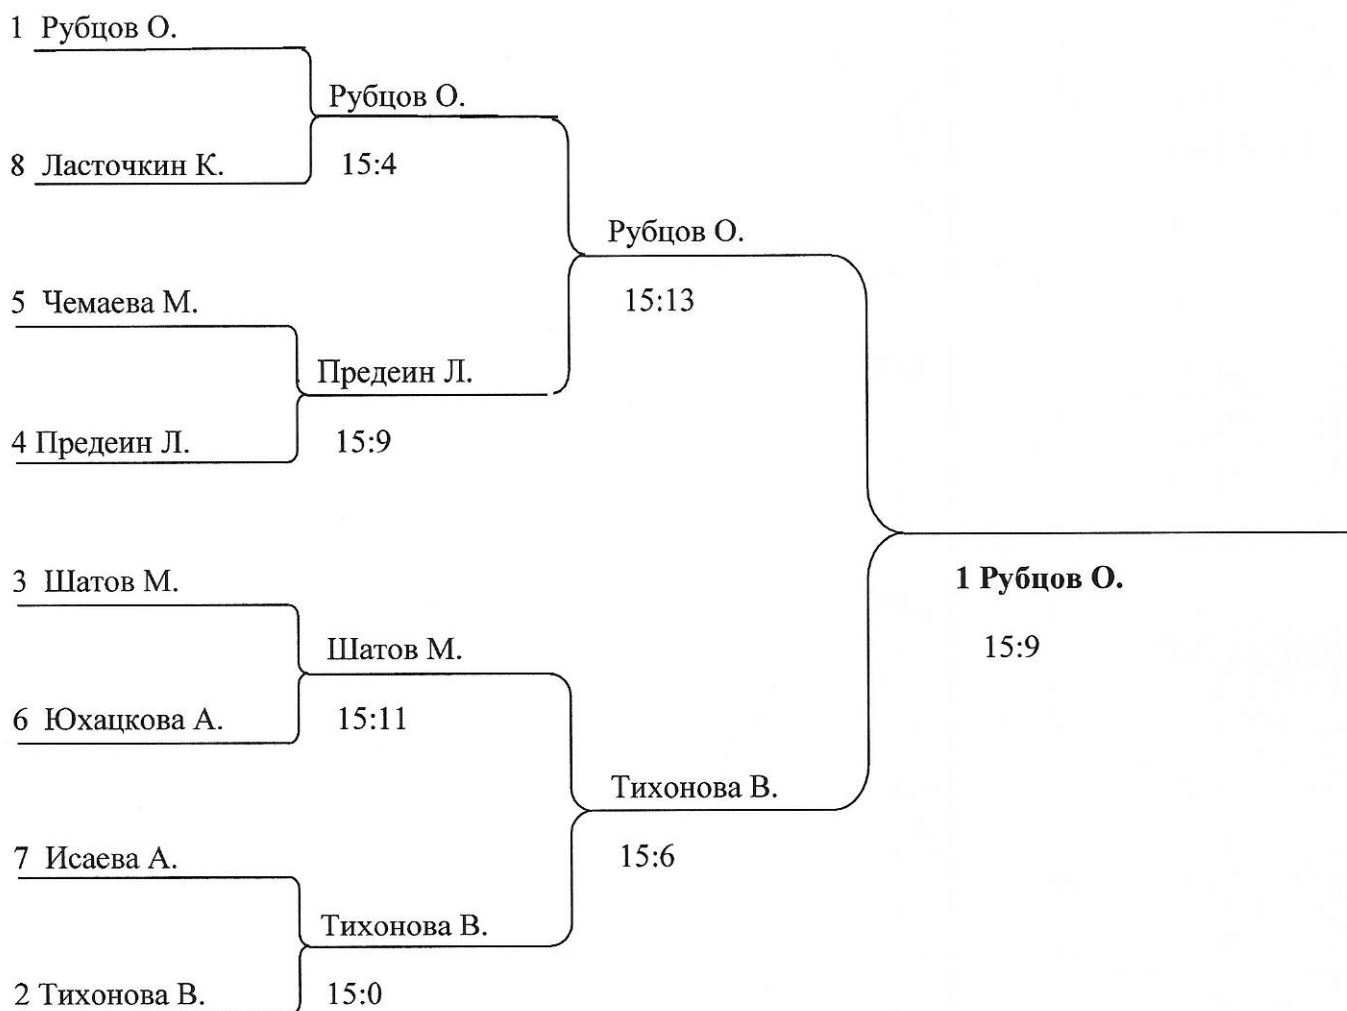 1 Рубцов О.
Рубцов О.
8 Ласточкин К.
15:4
Рубцов О.
5 Чемаева М.
15:13
Предеин Л.
4 Предеин Л.
15:9
1 Рубцов О.
3 Шатов М.
15:9
Шатов М.
6 Юхацкова А.
15:11
Тихонова В.
7 Исаева А.
15:6
Тихонова В.
2 Тихонова В.
15:0